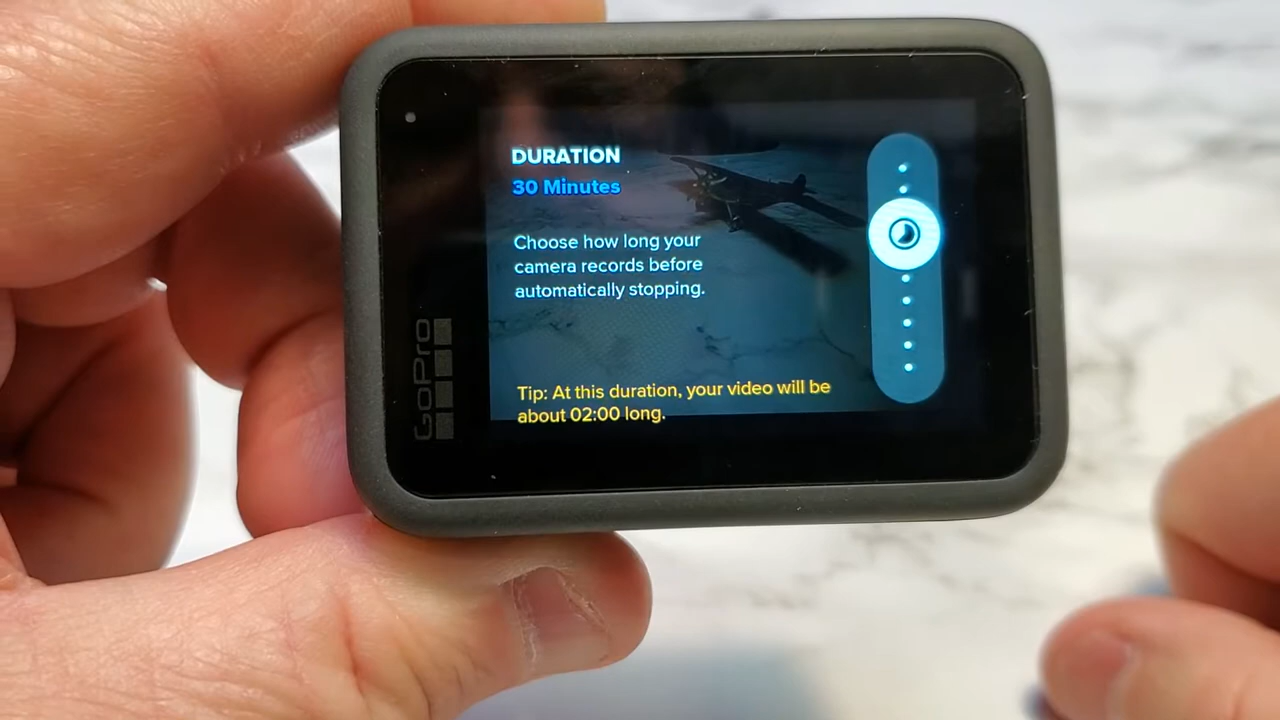 DURATION
30 Minutes
Choose how long your
camera records before
automatically stopping.
Tip: At this duration, your video will be
about 02:00 long.
GoPro